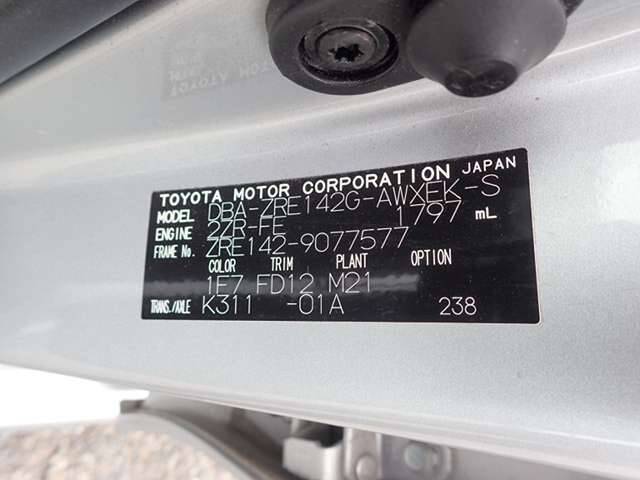 TOYOTA MOTOR CORPORATION JAPAN
MODEL DBA-ZRE142G-AWXEK-S
ENGINE 2ZR-FE 1797 mL
FRAME No. ZRE142-9077577
COLOR TRIM PLANT OPTION
1E7 FD12 M21
TRANS./AXLE K311 -01A 238